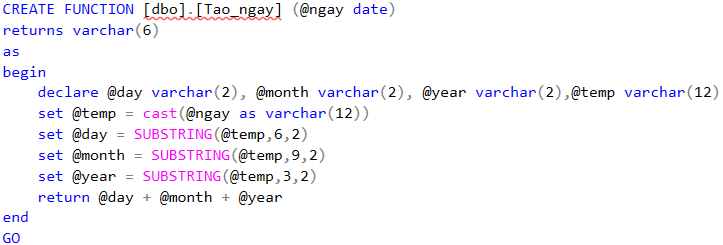 CREATE FUNCTION [dbo].[Tao_ngay] (@ngay date)
returns varchar(6)
as
begin
    declare @day varchar(2), @month varchar(2), @year varchar(2),@temp varchar(12)
    set @temp = cast(@ngay as varchar(12))
    set @day = SUBSTRING(@temp,6,2)
    set @month = SUBSTRING(@temp,9,2)
    set @year = SUBSTRING(@temp,3,2)
    return @day + @month + @year
end
GO